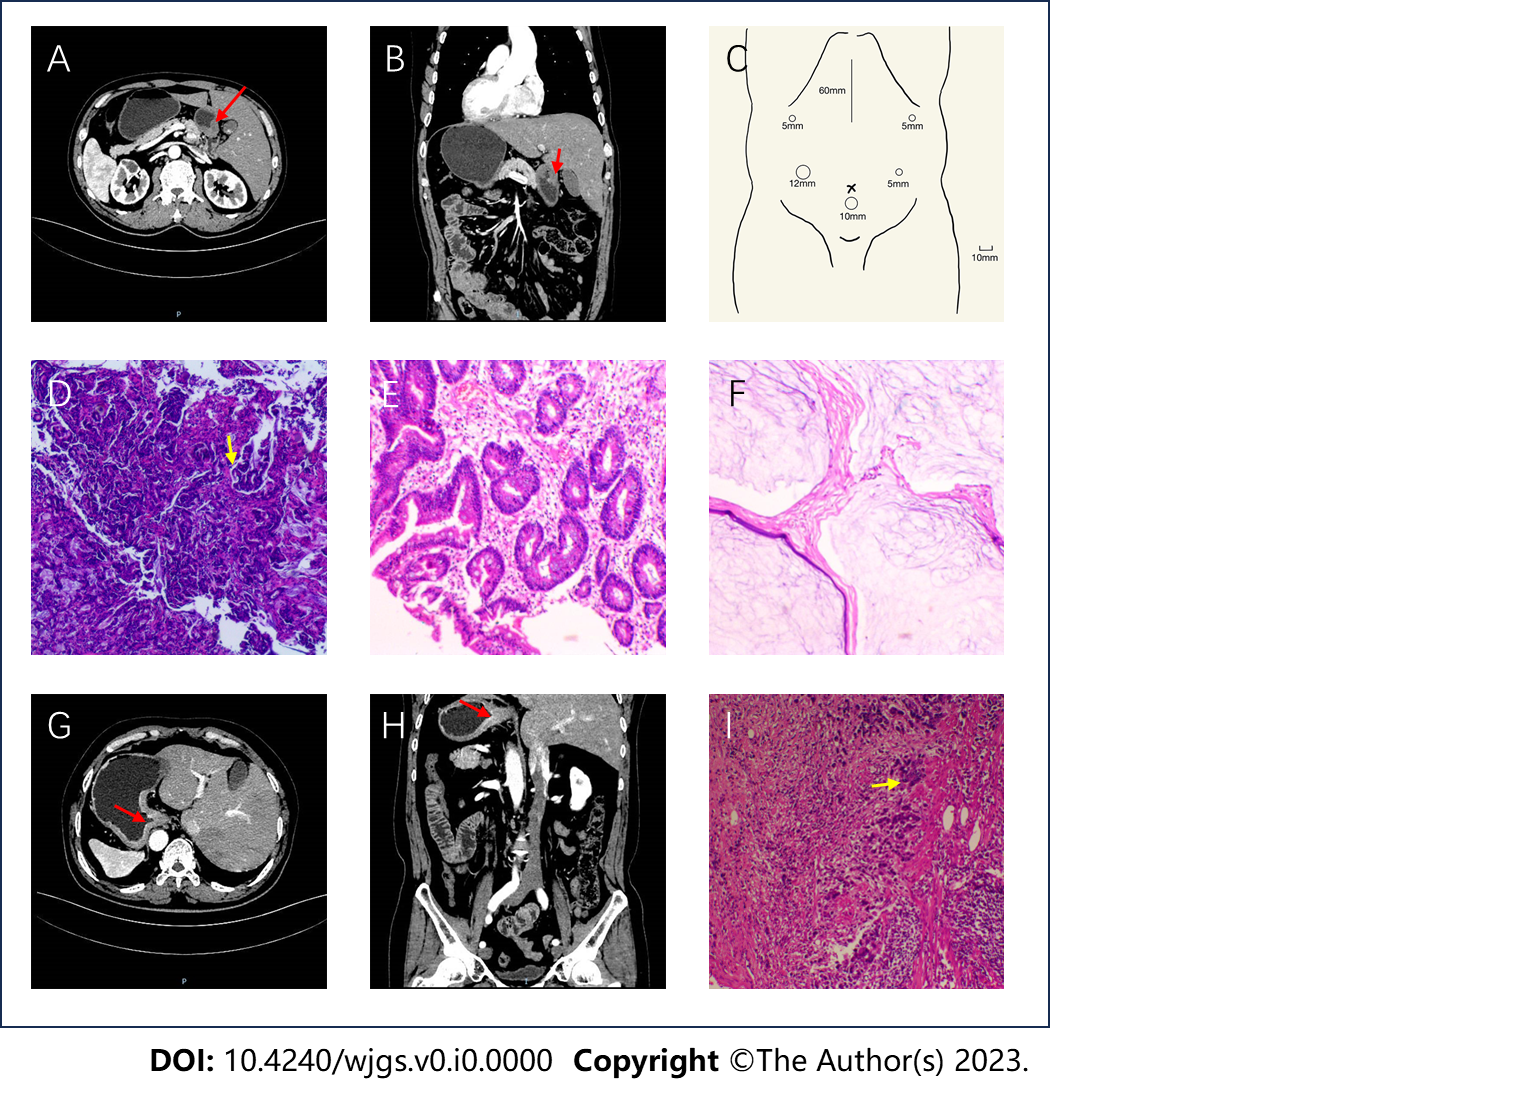 A
B
C
60mm
5mm
5mm
12mm
5mm
10mm
10mm
P
D
E
F
G
H
I
P
DOI: 10.4240/wjgs.v0.i0.0000 Copyright ©The Author(s) 2023.